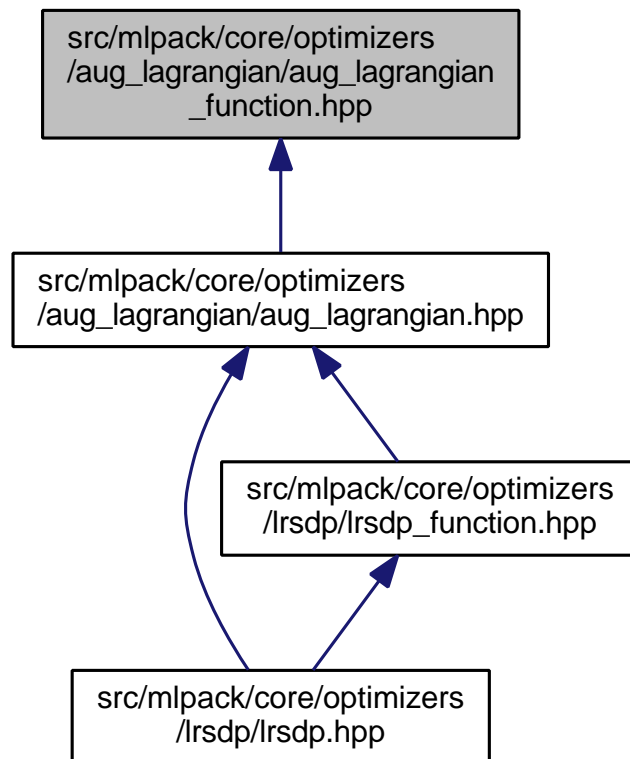 src/mlpack/core/optimizers
/aug_lagrangian/aug_lagrangian
_function.hpp
src/mlpack/core/optimizers
/aug_lagrangian/aug_lagrangian.hpp
src/mlpack/core/optimizers
/lrsdp/lrsdp_function.hpp
src/mlpack/core/optimizers
/lrsdp/lrsdp.hpp